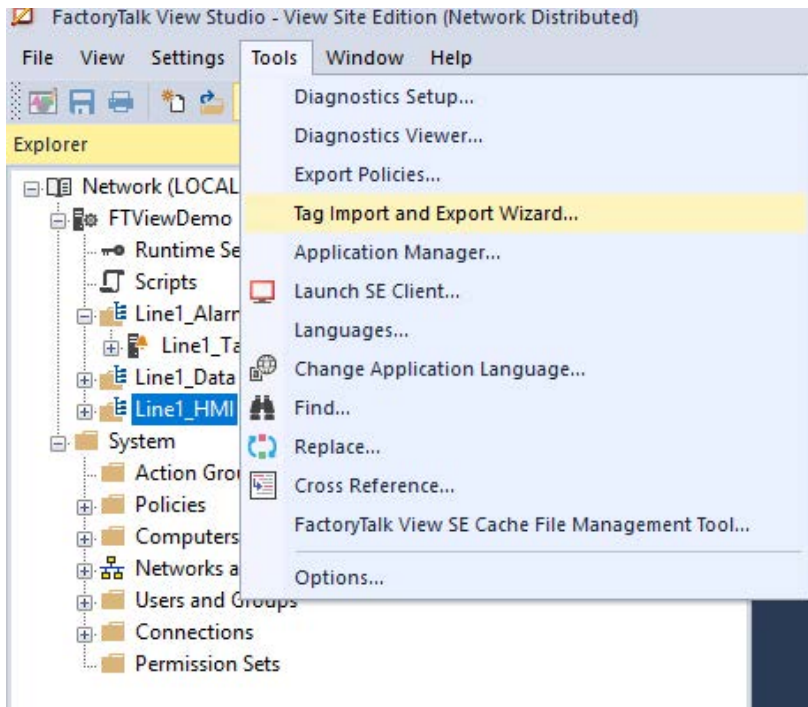 FactoryTalk View Studio - View Site Edition (Network Distributed)
File View Settings Tools Window Help
Explorer
Network (LOCAL
FTViewDemo
Runtime Se
Scripts
Line1_Alarm
Line1_Ta
Line1_Data
Line1_HMI
System
Action Grou
Policies
Computers
Networks a
Users and Groups
Connections
Permission Sets
Diagnostics Setup...
Diagnostics Viewer...
Export Policies...
Tag Import and Export Wizard...
Application Manager...
Launch SE Client...
Languages...
Change Application Language...
Find...
Replace...
Cross Reference...
FactoryTalk View SE Cache File Management Tool...
Options...